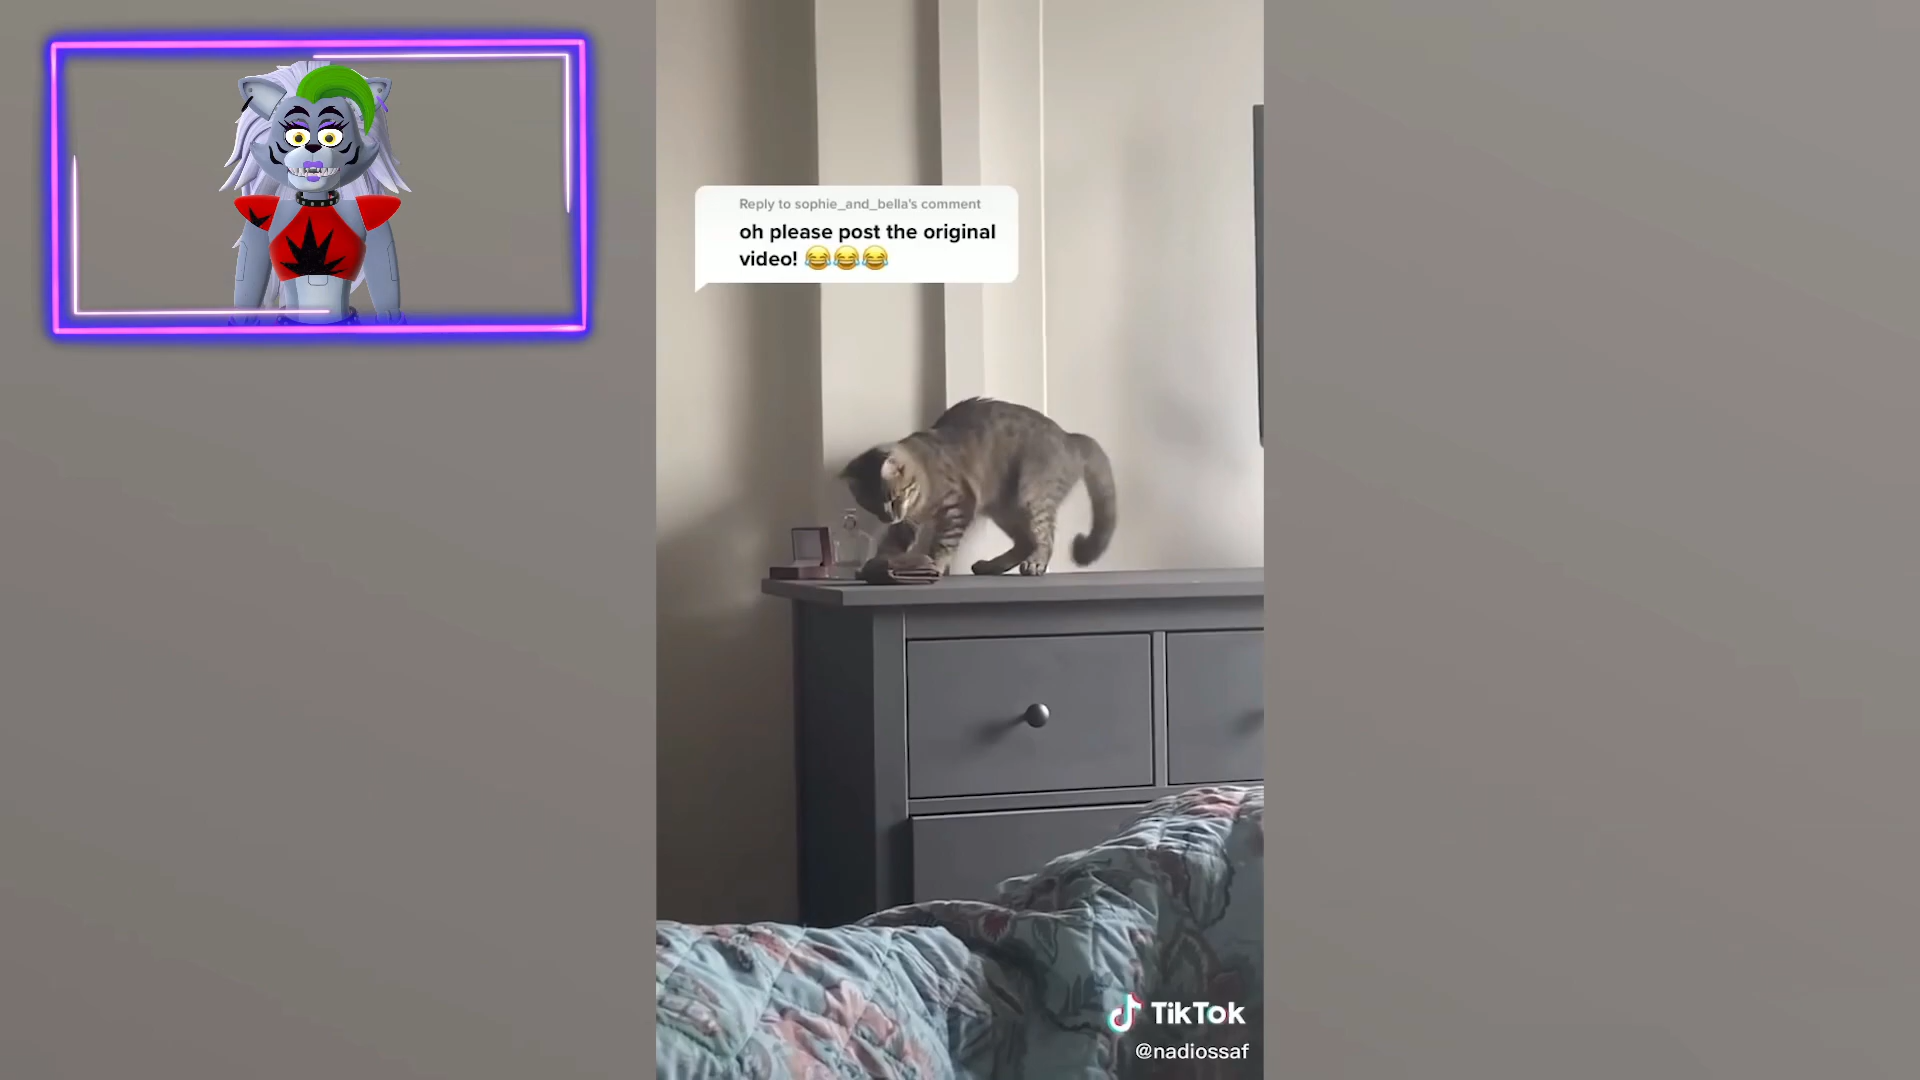 Reply to sophie_and_bella's comment
oh please post the original
video! 😂😂😂
TikTok
@nadiossaf